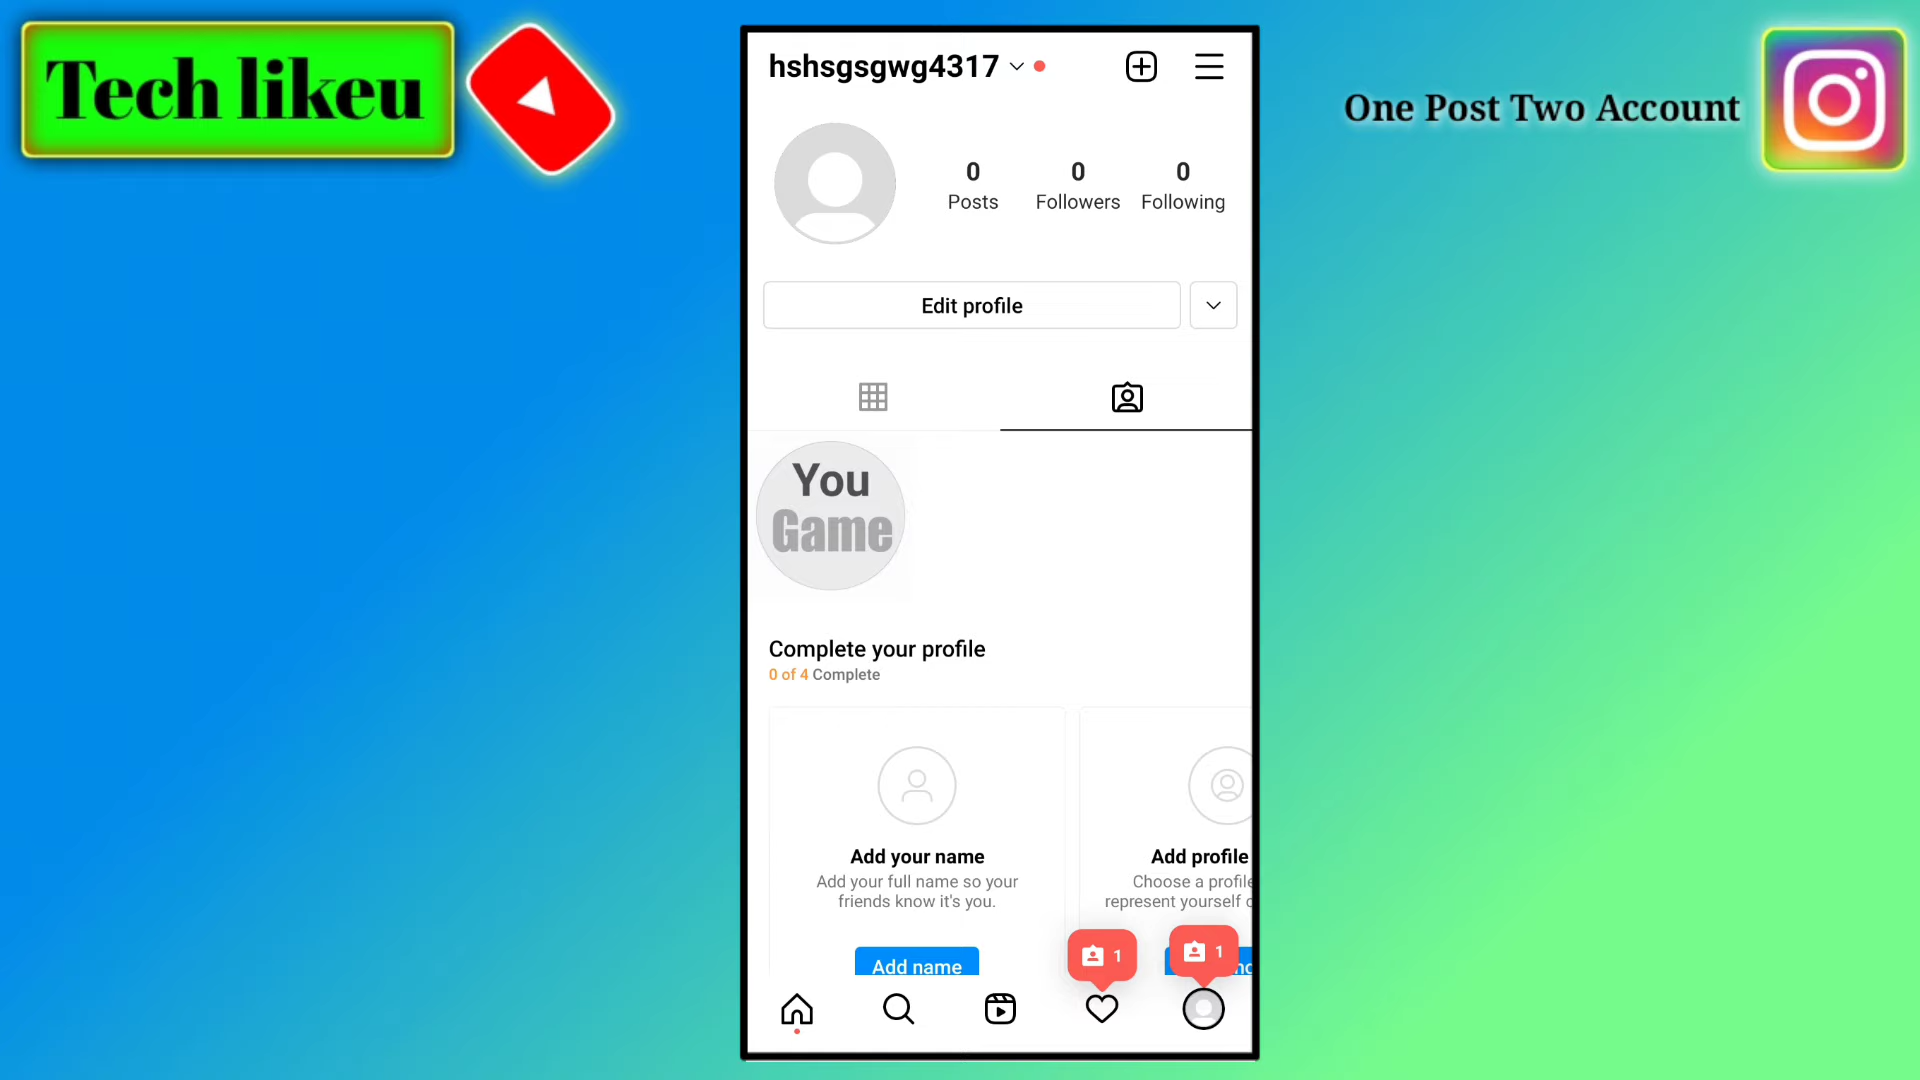 Tech likeu
One Post Two Account
hshsgsgwg4317
0 0 0
Posts Followers Following
Edit profile
You
Game
Complete your profile
0 of 4 Complete
Add your name
Add your full name so your
friends know it's you.
Add name
Add profile
Choose a profile
represent yourself
1
1